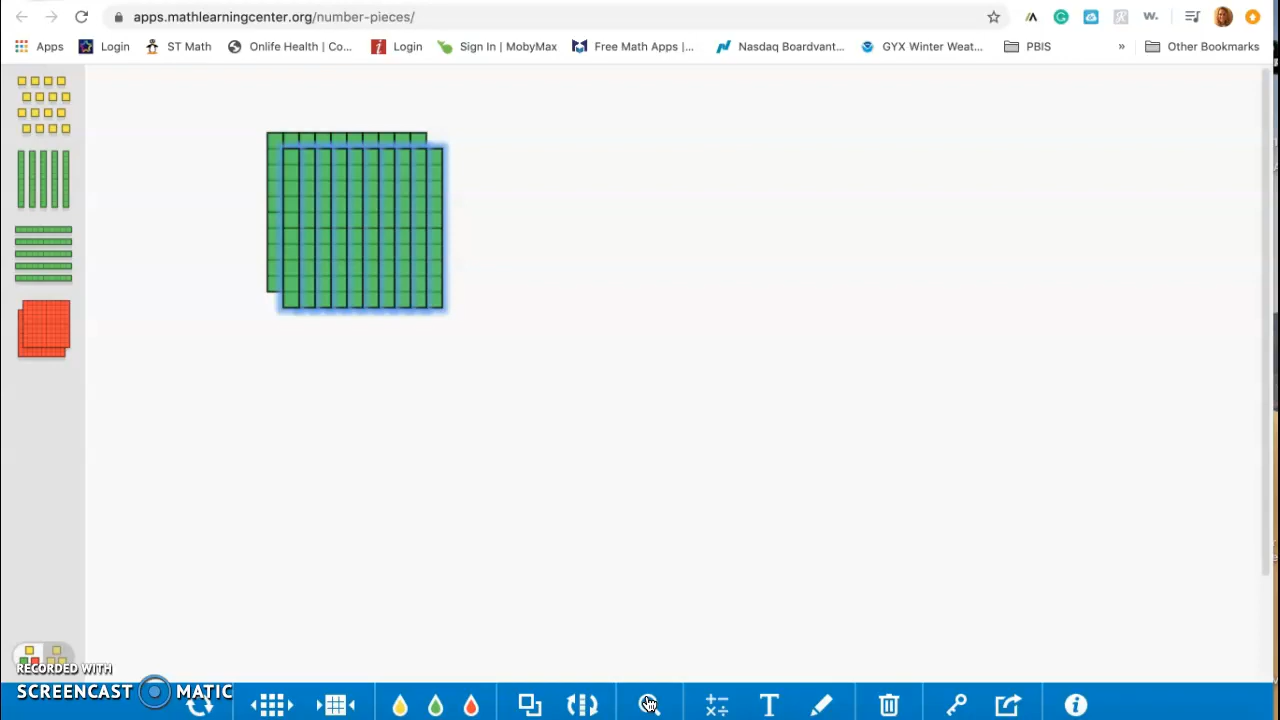 apps.mathlearningcenter.org/number-pieces/
Apps Login ST Math Onlife Health | Co... Login Sign In | MobyMax Free Math Apps |... Nasdaq Boardvant... GYX Winter Weat... PBIS » Other Bookmarks
RECORDED WITH
SCREENCAST MATIC
T